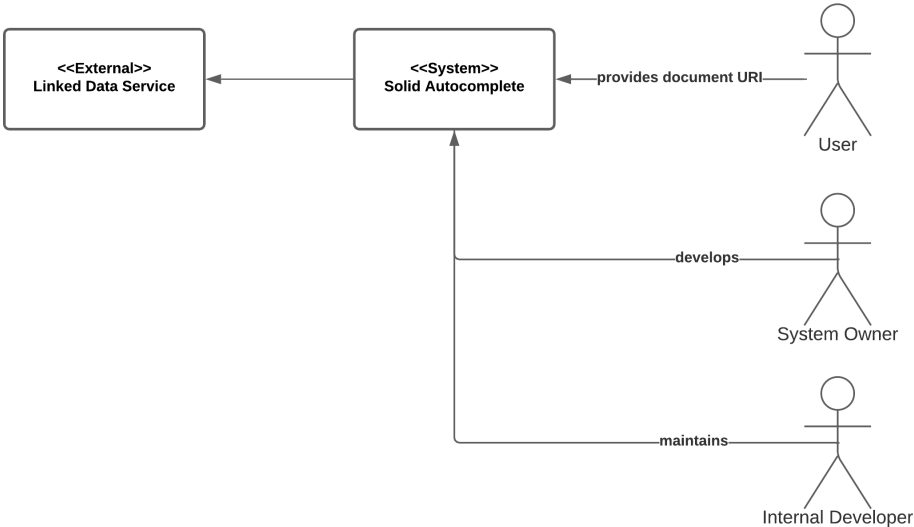 <<External>>
Linked Data Service
<<System>>
Solid Autocomplete
provides document URI
User
develops
System Owner
maintains
Internal Developer